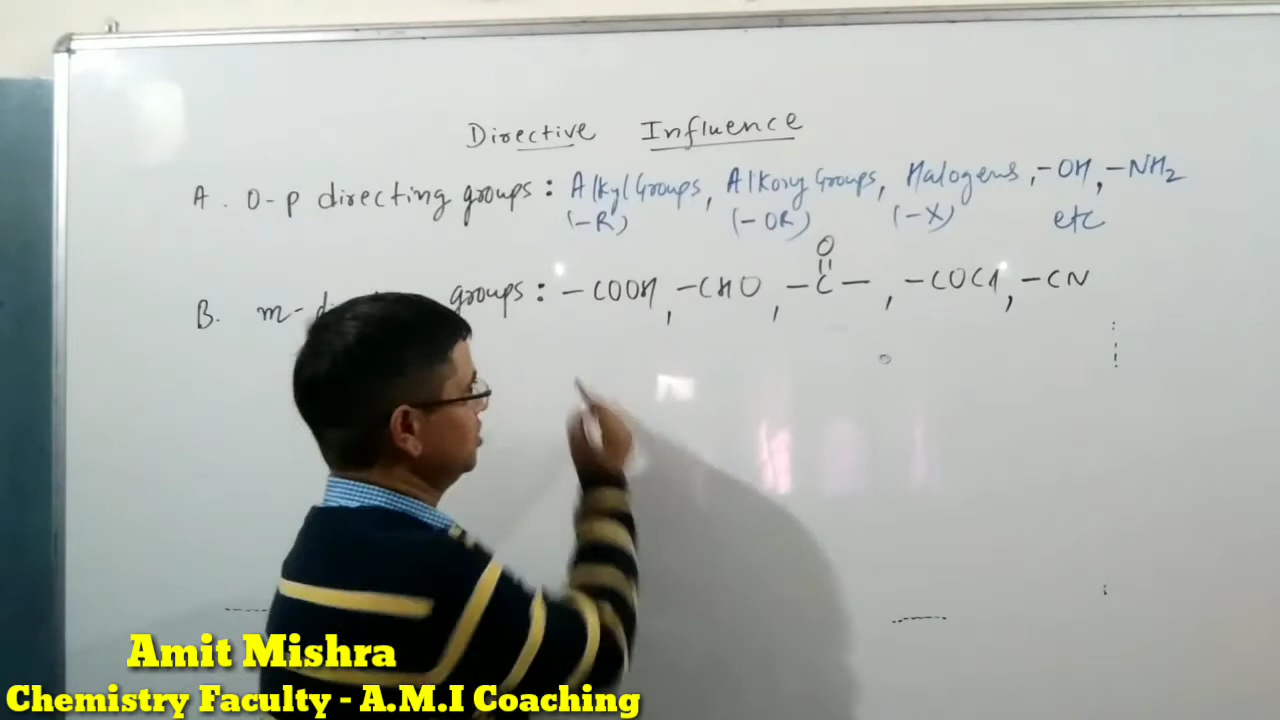 Directive Influence
A. O-p directing groups : Alkyl Groups, Alkoxy Groups, Halogens, -OH, -NH2
(-R) (-OR) (-X) etc
O
B. m- groups : -COOH, -CHO, -C-, -COCl, -CN
Amit Mishra
Chemistry Faculty - A.M.I Coaching